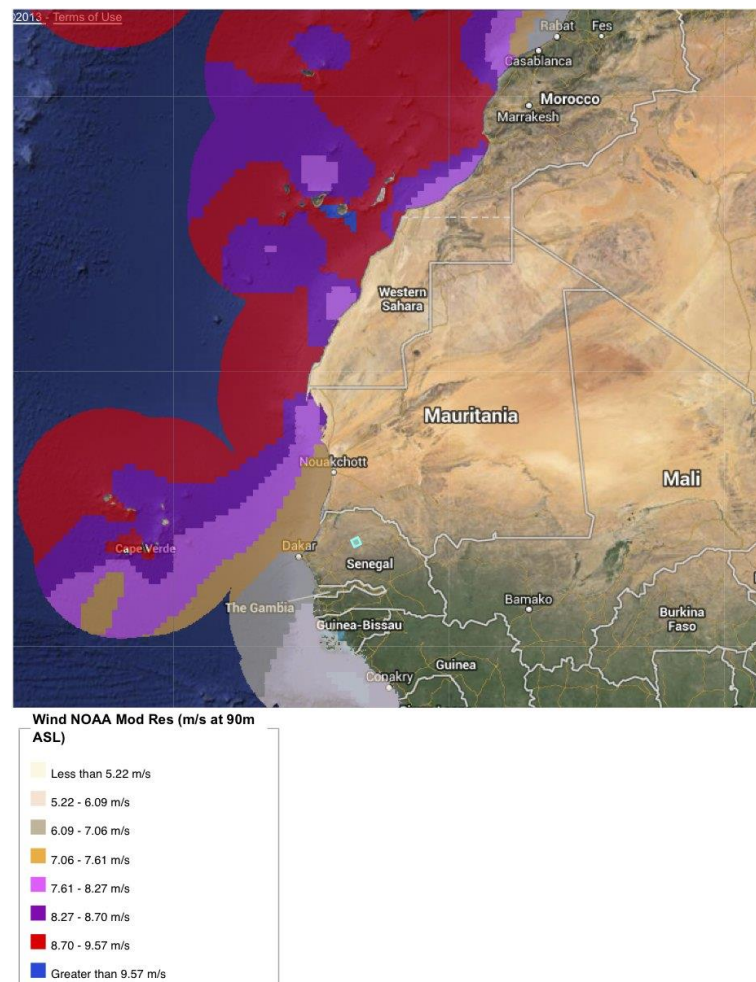 2013 - Terms of Use
Rabat
Fes
Casablanca
Morocco
Marrakesh
Western
Sahara
Mauritania
Nouakchott
Mali
Dakar
Cape Verde
Senegal
The Gambia
Bamako
Guinea-Bissau
Burkina
Faso
Guinea
Conakry
Wind NOAA Mod Res (m/s at 90m
ASL)
Less than 5.22 m/s
5.22 - 6.09 m/s
6.09 - 7.06 m/s
7.06 - 7.61 m/s
7.61 - 8.27 m/s
8.27 - 8.70 m/s
8.70 - 9.57 m/s
Greater than 9.57 m/s